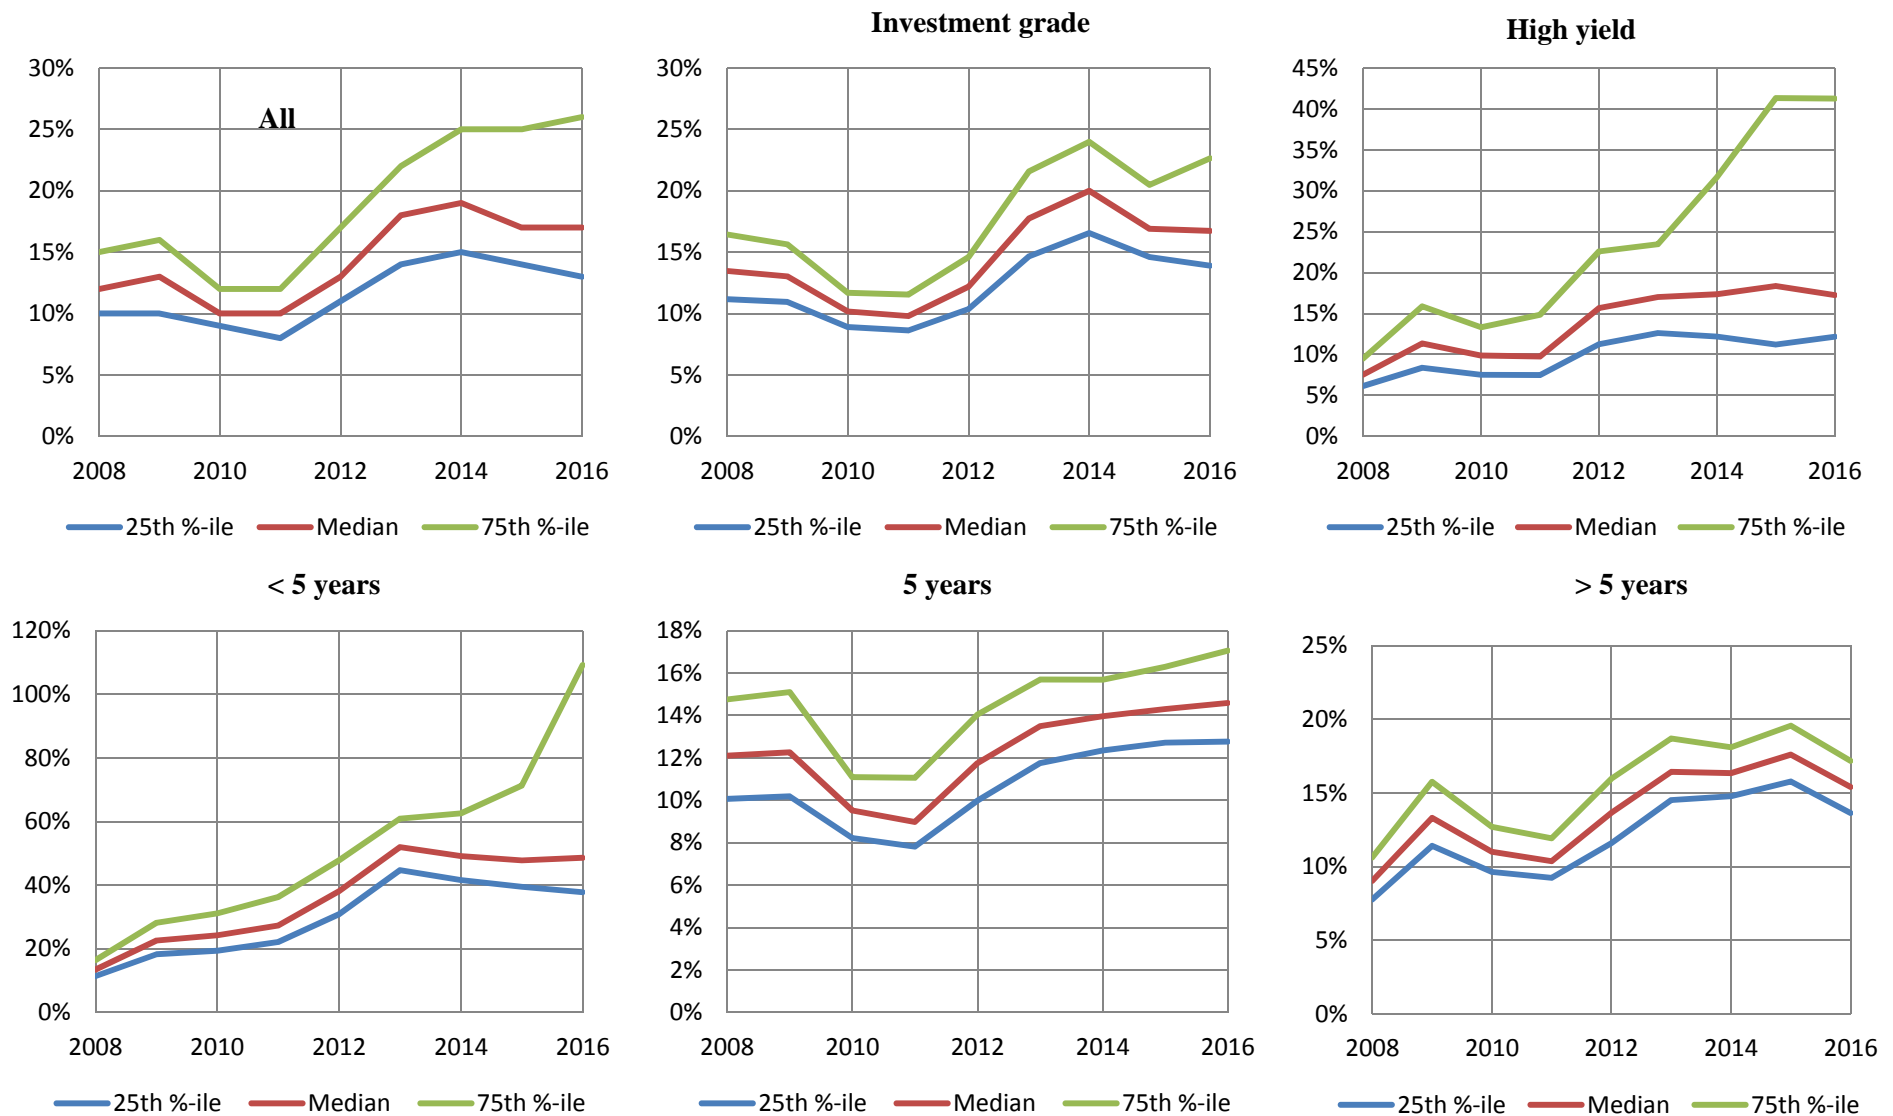 Investment grade
High yield
All
30%
25%
20%
15%
10%
5%
0%
2008 2010 2012 2014 2016
25th %-ile Median 75th %-ile
30%
25%
20%
15%
10%
5%
0%
2008 2010 2012 2014 2016
25th %-ile Median 75th %-ile
45%
40%
35%
30%
25%
20%
15%
10%
5%
0%
2008 2010 2012 2014 2016
25th %-ile Median 75th %-ile
< 5 years
120%
100%
80%
60%
40%
20%
0%
2008 2010 2012 2014 2016
25th %-ile Median 75th %-ile
5 years
18%
16%
14%
12%
10%
8%
6%
4%
2%
0%
2008 2010 2012 2014 2016
25th %-ile Median 75th %-ile
> 5 years
25%
20%
15%
10%
5%
0%
2008 2010 2012 2014 2016
25th %-ile Median 75th %-ile